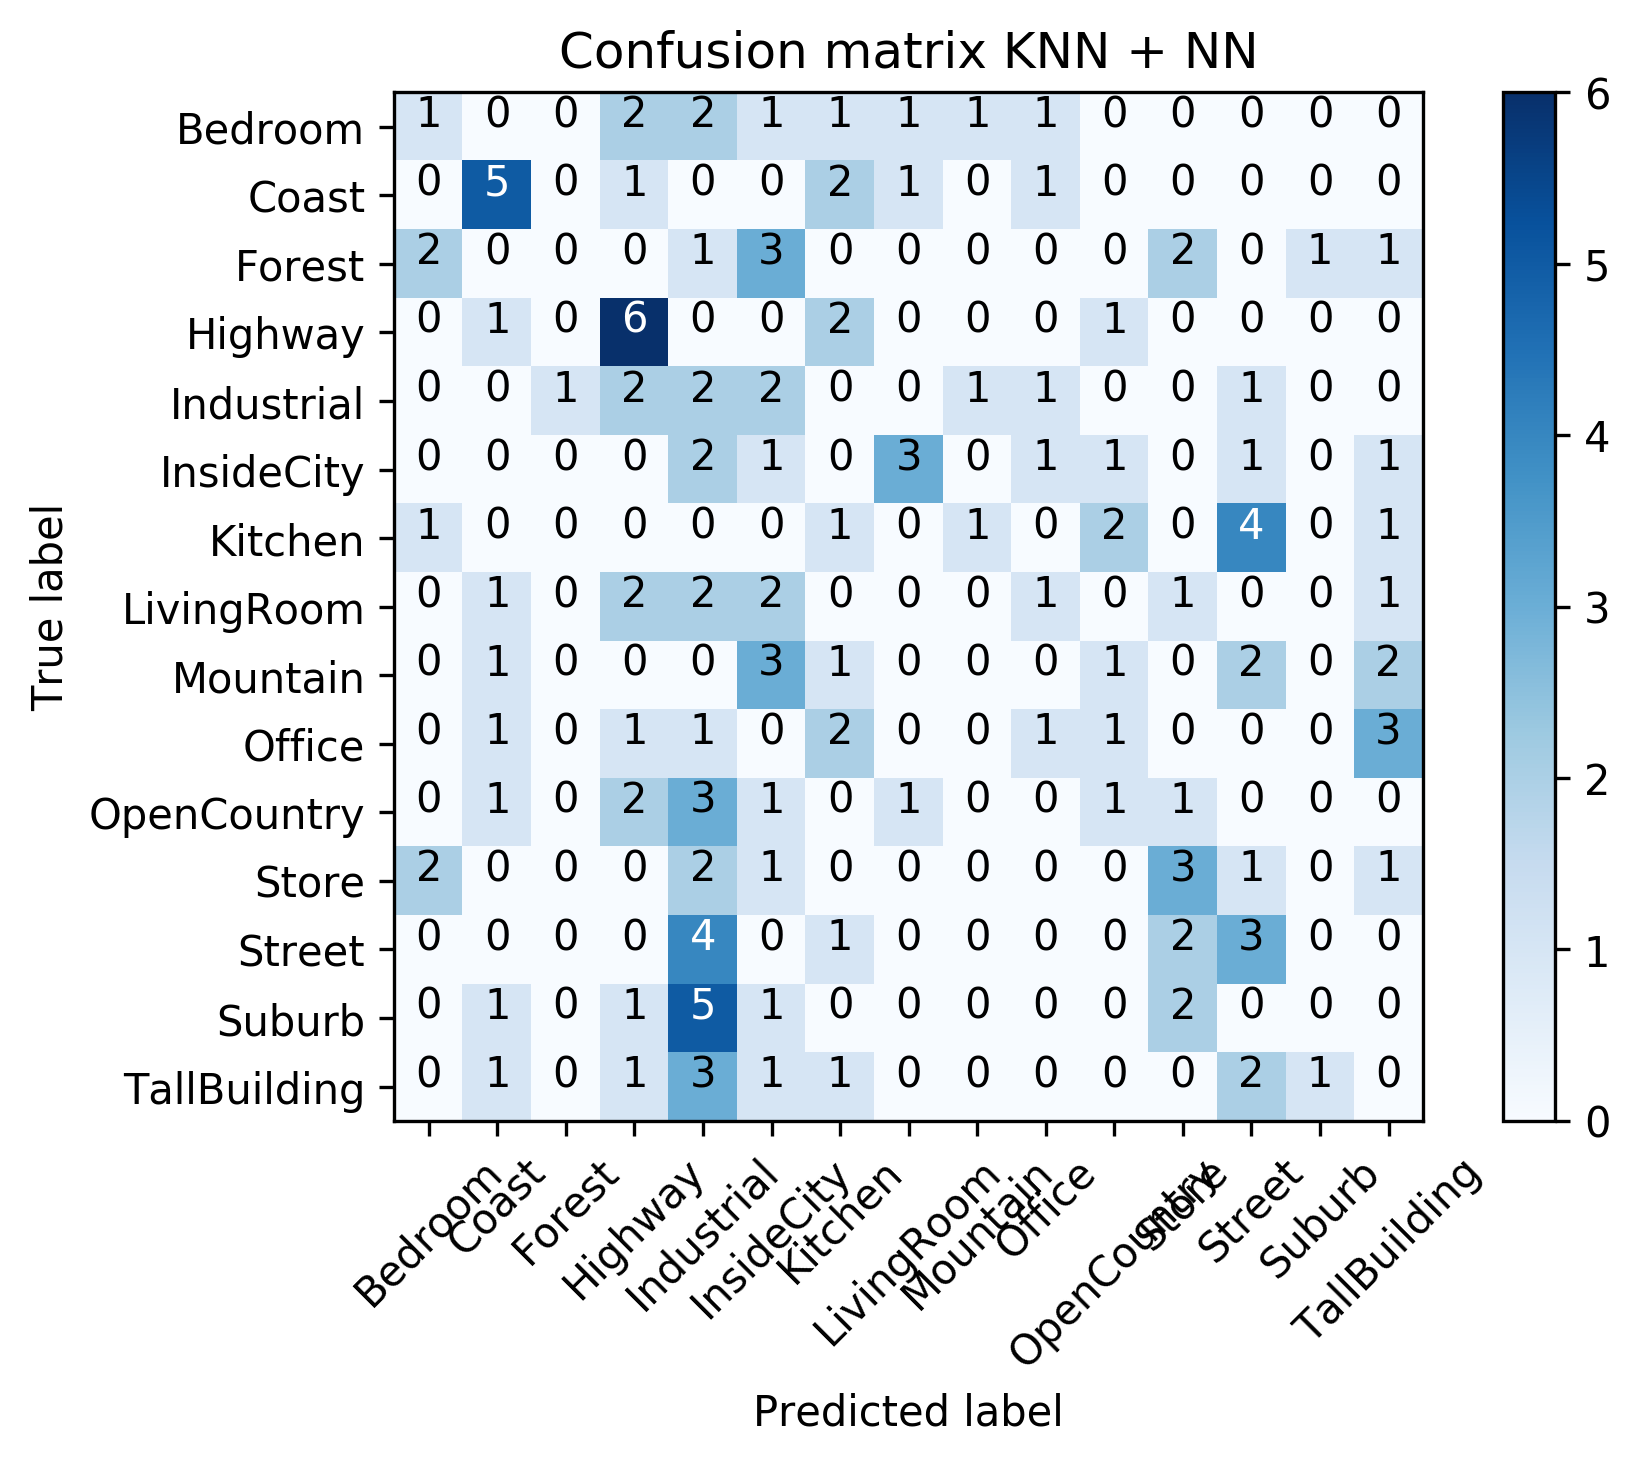 Confusion matrix KNN + NN
Bedroom 1 0 0 2 2 1 1 1 1 1 0 0 0 0 0
Coast 0 5 0 1 0 0 2 1 0 1 0 0 0 0 0
Forest 2 0 0 0 1 3 0 0 0 0 0 2 0 1 1
Highway 0 1 0 6 0 0 2 0 0 0 1 0 0 0 0
Industrial 0 0 1 2 2 2 0 0 1 1 0 0 1 0 0
InsideCity 0 0 0 0 2 1 0 3 0 1 1 0 1 0 1
Kitchen 1 0 0 0 0 0 1 0 1 0 2 0 4 0 1
LivingRoom 0 1 0 2 2 2 0 0 0 1 0 1 0 0 1
Mountain 0 1 0 0 0 3 1 0 0 0 1 0 2 0 2
Office 0 1 0 1 1 0 2 0 0 1 1 0 0 0 3
OpenCountry 0 1 0 2 3 1 0 1 0 0 1 1 0 0 0
Store 2 0 0 0 2 1 0 0 0 0 0 3 1 0 1
Street 0 0 0 0 4 0 1 0 0 0 0 2 3 0 0
Suburb 0 1 0 1 5 1 0 0 0 0 0 2 0 0 0
TallBuilding 0 1 0 1 3 1 1 0 0 0 0 0 2 1 0
True label
Bedroom
Coast
Forest
Highway
Industrial
InsideCity
Kitchen
LivingRoom
Mountain
Office
OpenCountry
Store
Street
Suburb
TallBuilding
Predicted label
6
5
4
3
2
1
0